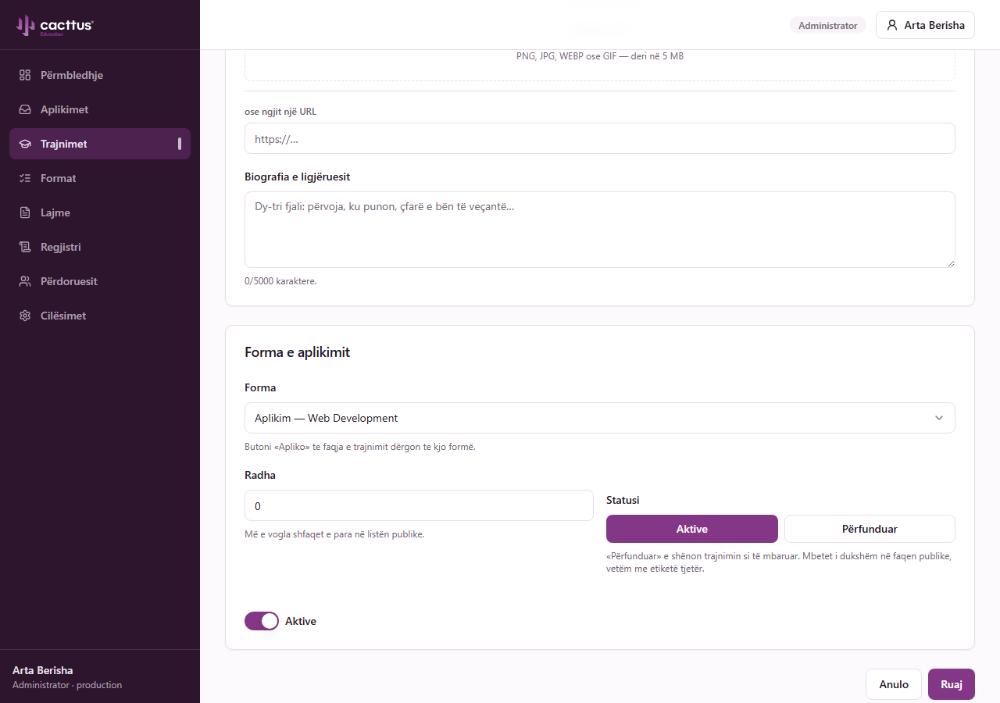 cacttus
Education
Administrator
Arta Berisha
Përmbledhje
Aplikimet
Trajnimet
Format
Lajme
Regjistri
Përdoruesit
Cilësimet
Arta Berisha
Administrator · production
PNG, JPG, WEBP ose GIF — deri në 5 MB
ose ngjit një URL
https://...
Biografia e ligjëruesit
Dy-tri fjali: përvoja, ku punon, çfarë e bën të veçantë...
0/5000 karaktere.
Forma e aplikimit
Forma
Aplikim — Web Development
Butoni «Apliko» te faqja e trajnimit dërgon te kjo formë.
Radha
0
Më e vogla shfaqet e para në listën publike.
Statusi
Aktive
Përfunduar
«Përfunduar» e shënon trajnimin si të mbaruar. Mbetet i dukshëm në faqen publike,
vetëm me etiketë tjetër.
Aktive
Anulo
Ruaj